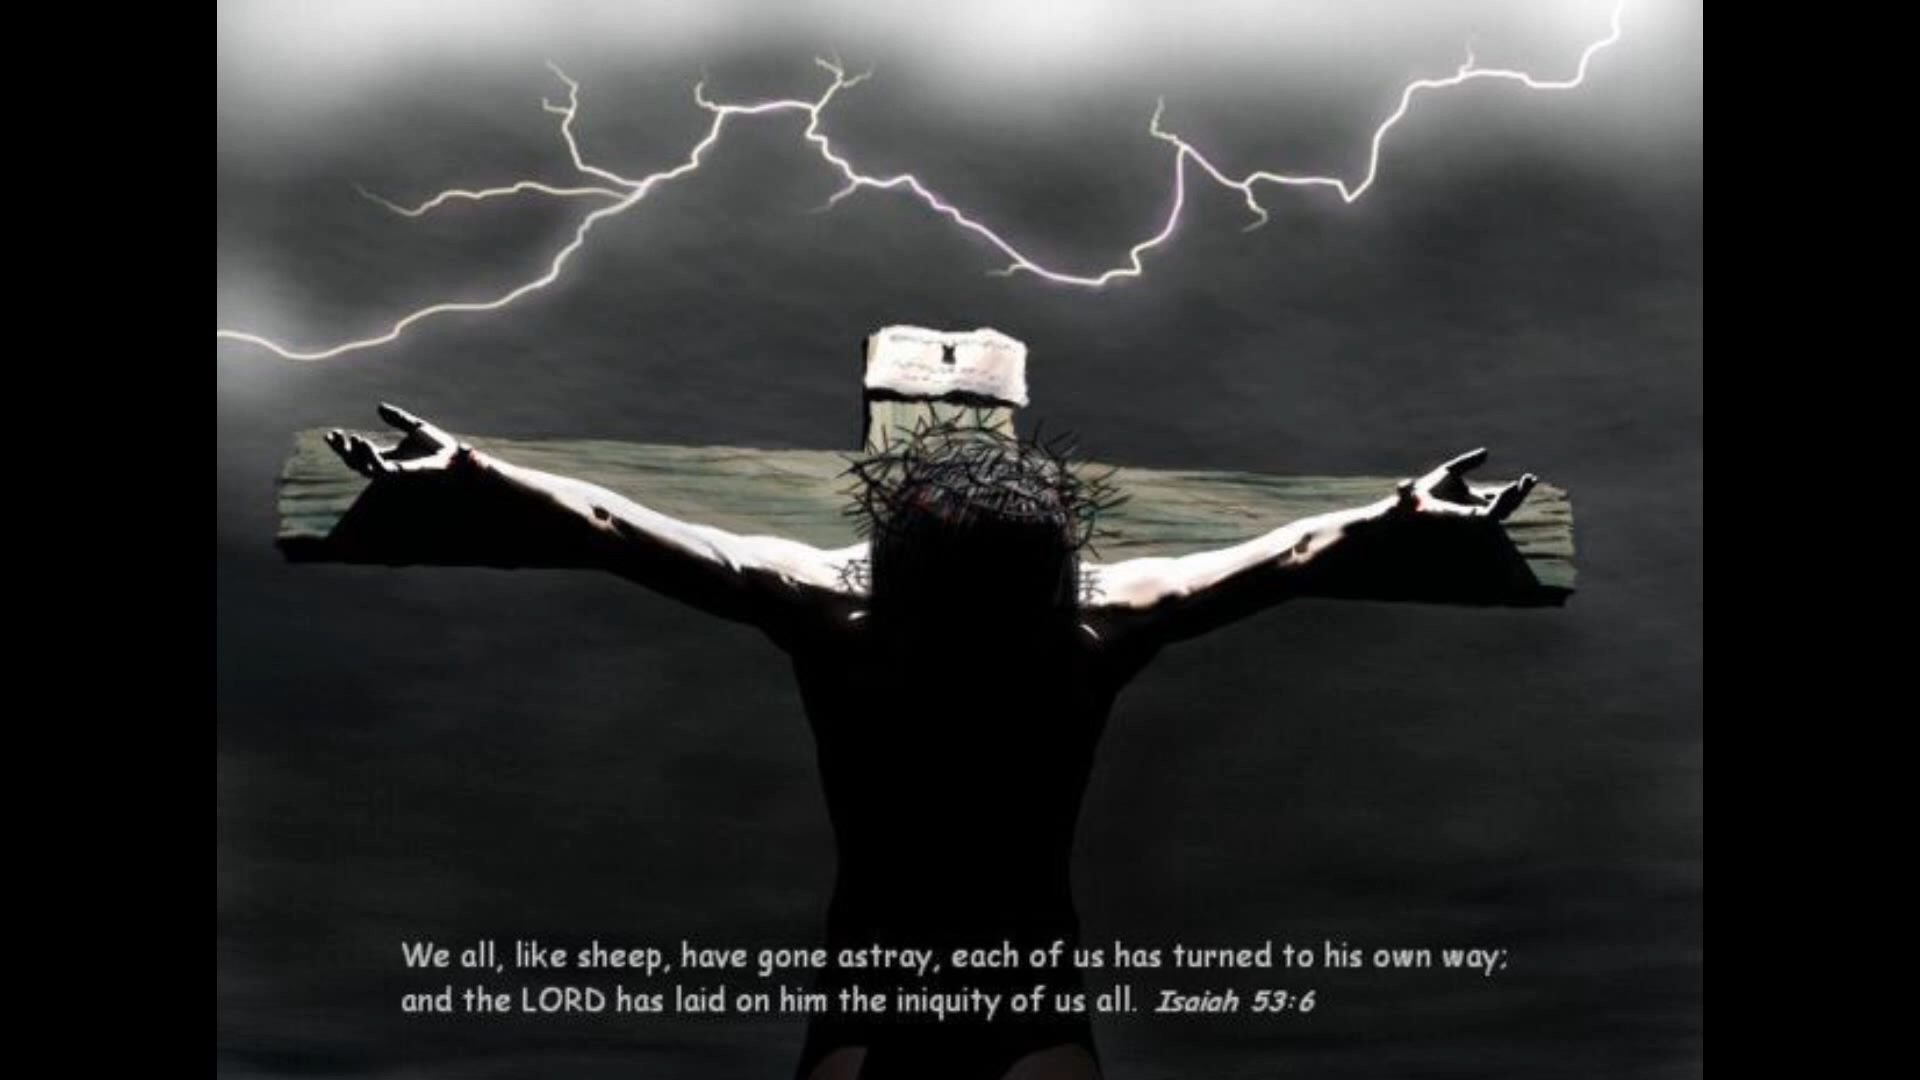 We all, like sheep, have gone astray, each of us has turned to his own way;
and the LORD has laid on him the iniquity of us all. Isaiah 53:6